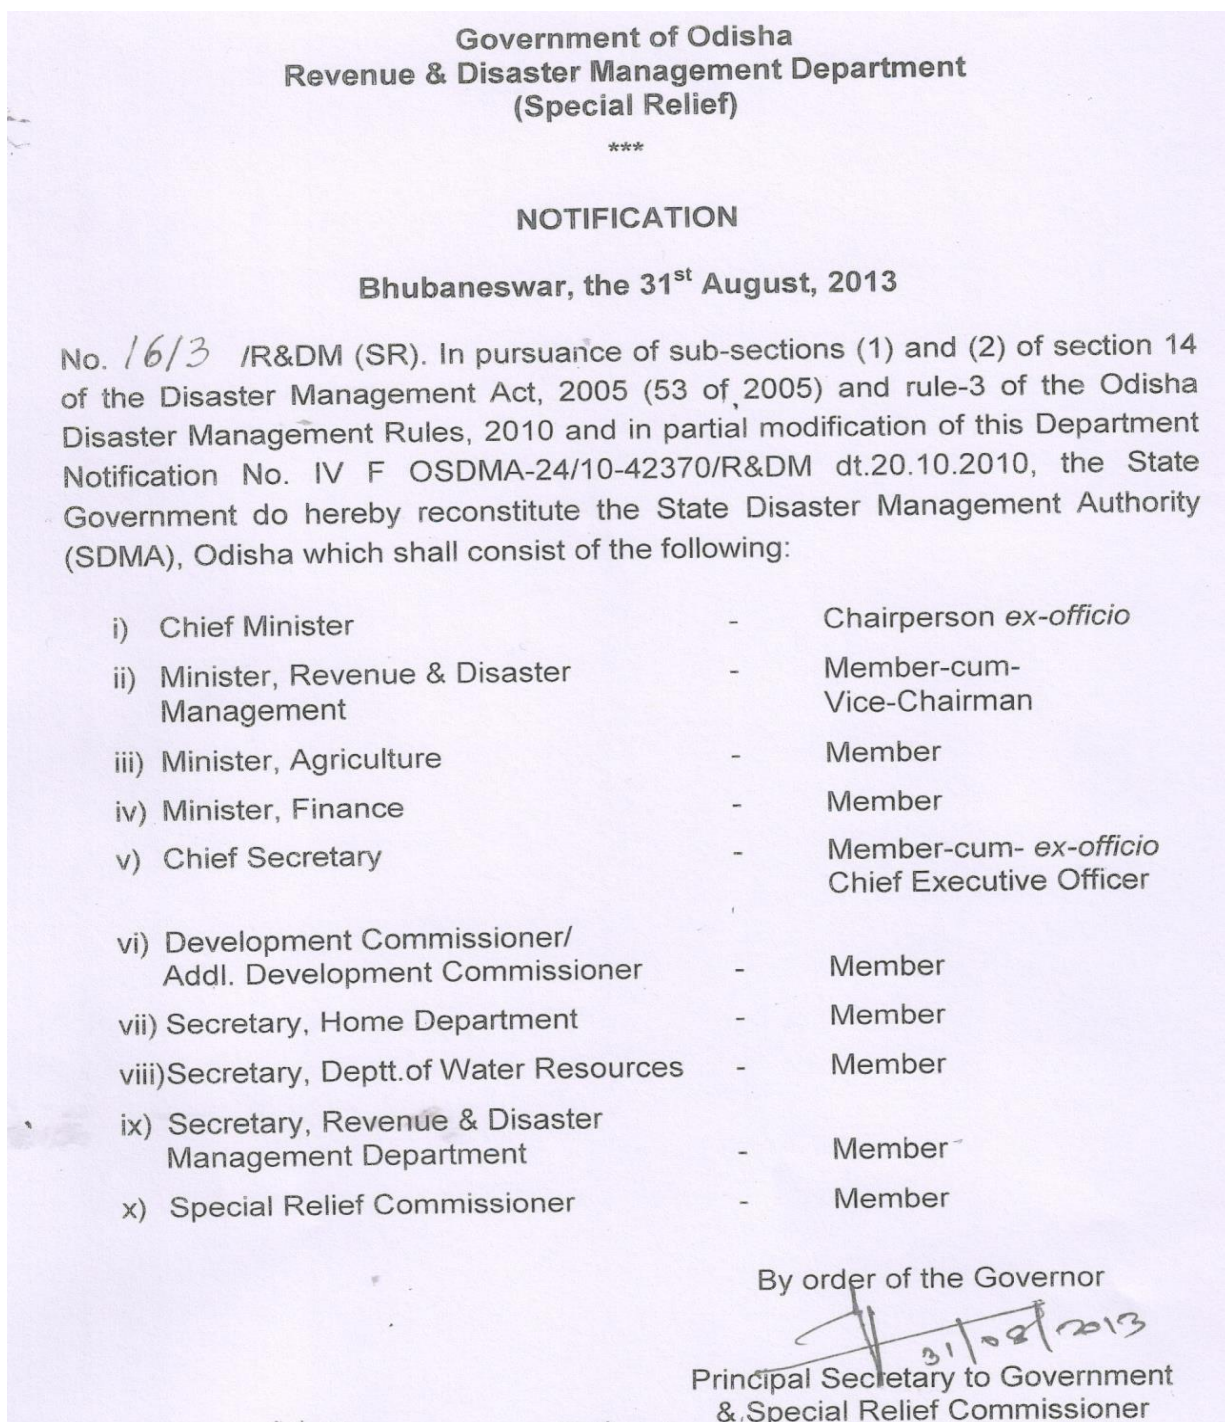 Government of Odisha
Revenue & Disaster Management Department
(Special Relief)
***
NOTIFICATION
Bhubaneswar, the 31st August, 2013
No. 1613 /R&DM (SR). In pursuance of sub-sections (1) and (2) of section 14
of the Disaster Management Act, 2005 (53 of 2005) and rule-3 of the Odisha
Disaster Management Rules, 2010 and in partial modification of this Department
Notification No. IV F OSDMA-24/10-42370/R&DM dt.20.10.2010, the State
Government do hereby reconstitute the State Disaster Management Authority
(SDMA), Odisha which shall consist of the following:
i) Chief Minister - Chairperson ex-officio
ii) Minister, Revenue & Disaster - Member-cum-
Management Vice-Chairman
iii) Minister, Agriculture - Member
iv) Minister, Finance - Member
v) Chief Secretary - Member-cum- ex-officio
Chief Executive Officer
vi) Development Commissioner/
Addl. Development Commissioner - Member
vii) Secretary, Home Department - Member
viii)Secretary, Deptt.of Water Resources - Member
ix) Secretary, Revenue & Disaster
Management Department - Member
x) Special Relief Commissioner - Member
By order of the Governor
31/08/2013
Principal Secretary to Government
& Special Relief Commissioner